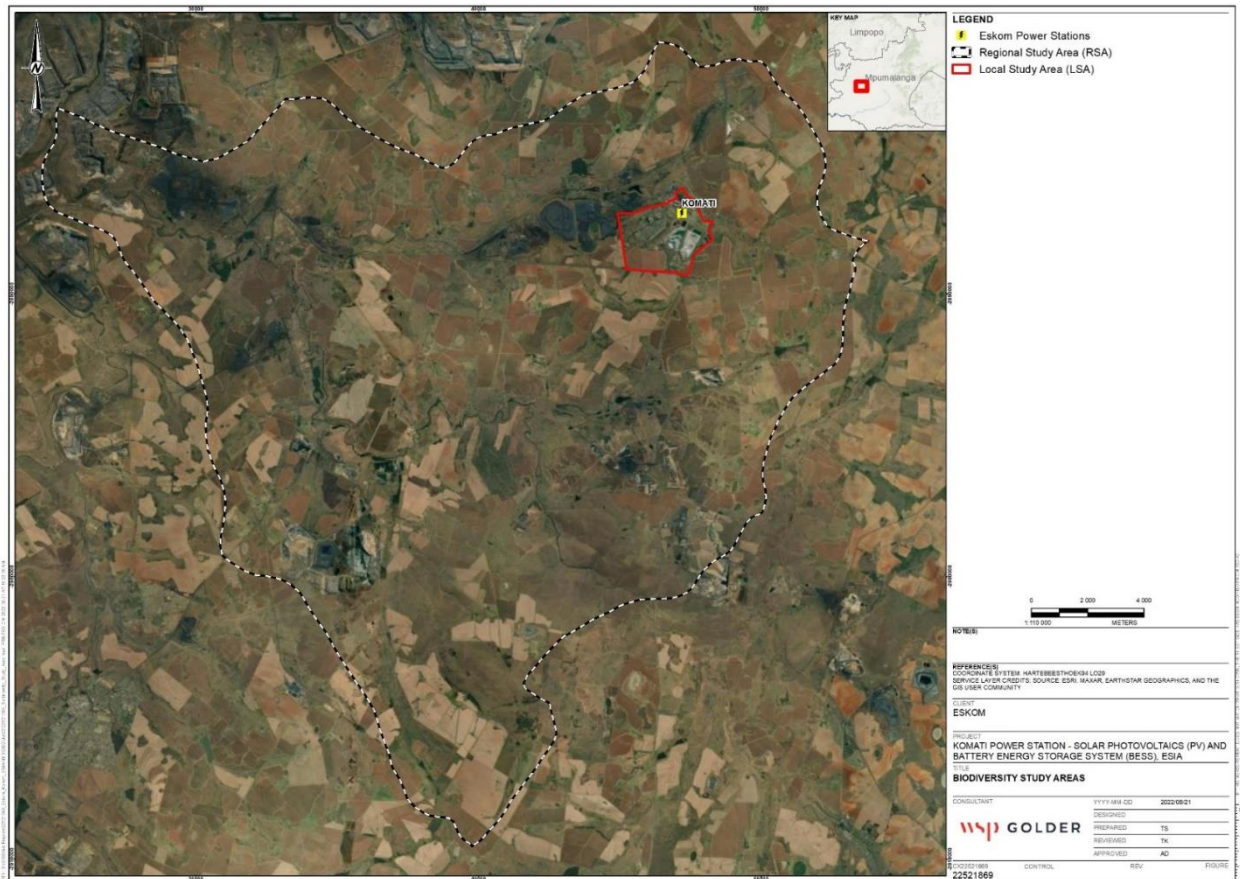 KEY MAP
Limpopo
Mpumalanga
KOMATI
LEGEND
Eskom Power Stations
Regional Study Area (RSA)
Local Study Area (LSA)
0 2 000 4 000
1:110 000 METERS
NOTE(S)
REFERENCE(S)
COORDINATE SYSTEM: HARTEBEESTHOEK94 LO29
SERVICE LAYER CREDITS: SOURCE: ESRI, MAXAR, EARTHSTAR GEOGRAPHICS, AND THE
GIS USER COMMUNITY
CLIENT
ESKOM
PROJECT
KOMATI POWER STATION - SOLAR PHOTOVOLTAICS (PV) AND
BATTERY ENERGY STORAGE SYSTEM (BESS), ESIA
TITLE
BIODIVERSITY STUDY AREAS
CONSULTANT
wsp GOLDER
YYYY-MM-DD 2022/09/21
DESIGNED
PREPARED TS
REVIEWED TK
APPROVED AD
CONTROL REV. FIGURE
22521869